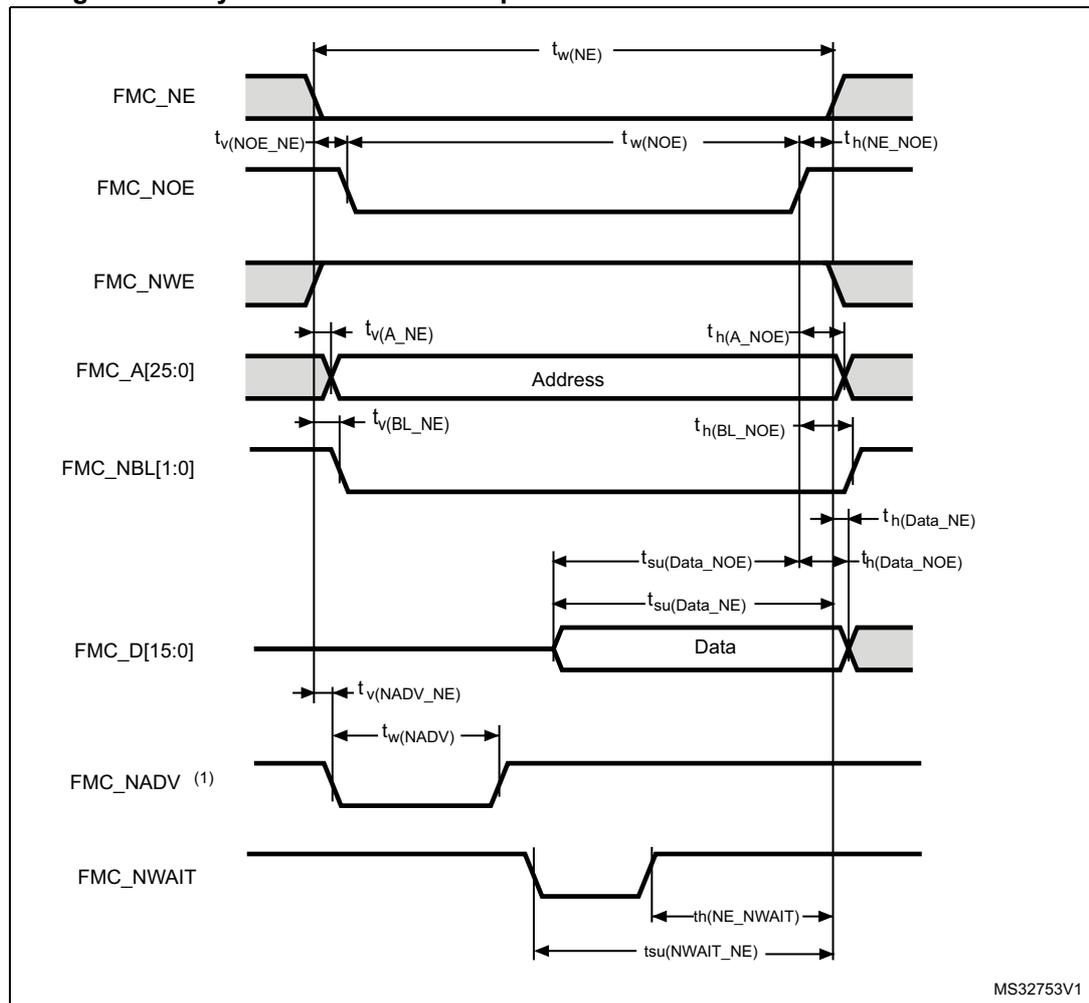 tw(NE)
FMC_NE
tv(NOE_NE)
tw(NOE)
th(NE_NOE)
FMC_NOE
FMC_NWE
tv(A_NE)
th(A_NOE)
FMC_A[25:0]
Address
tv(BL_NE)
th(BL_NOE)
FMC_NBL[1:0]
th(Data_NE)
tsu(Data_NOE)
th(Data_NOE)
tsu(Data_NE)
FMC_D[15:0]
Data
tv(NADV_NE)
tw(NADV)
FMC_NADV (1)
FMC_NWAIT
th(NE_NWAIT)
tsu(NWAIT_NE)
MS32753V1